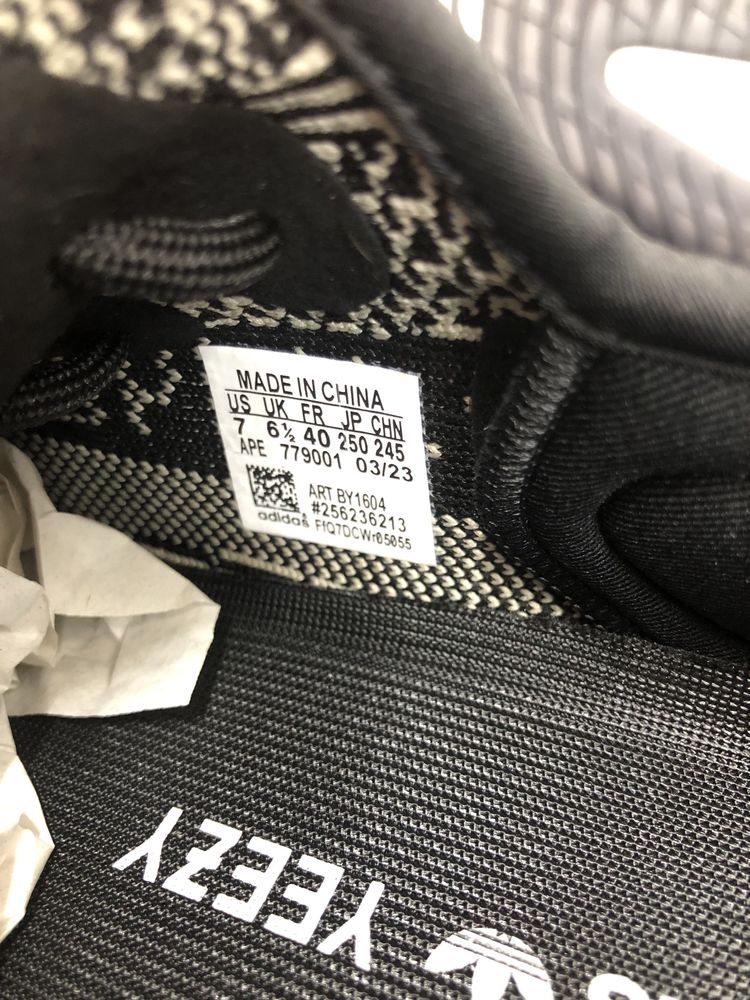 MADE IN CHINA
US UK FR JP CHN
7 6½ 40 250 245
APE 779001 03/23
ART BY1604
#256236213
adidas FfQ7DCWr05055
YEEZY